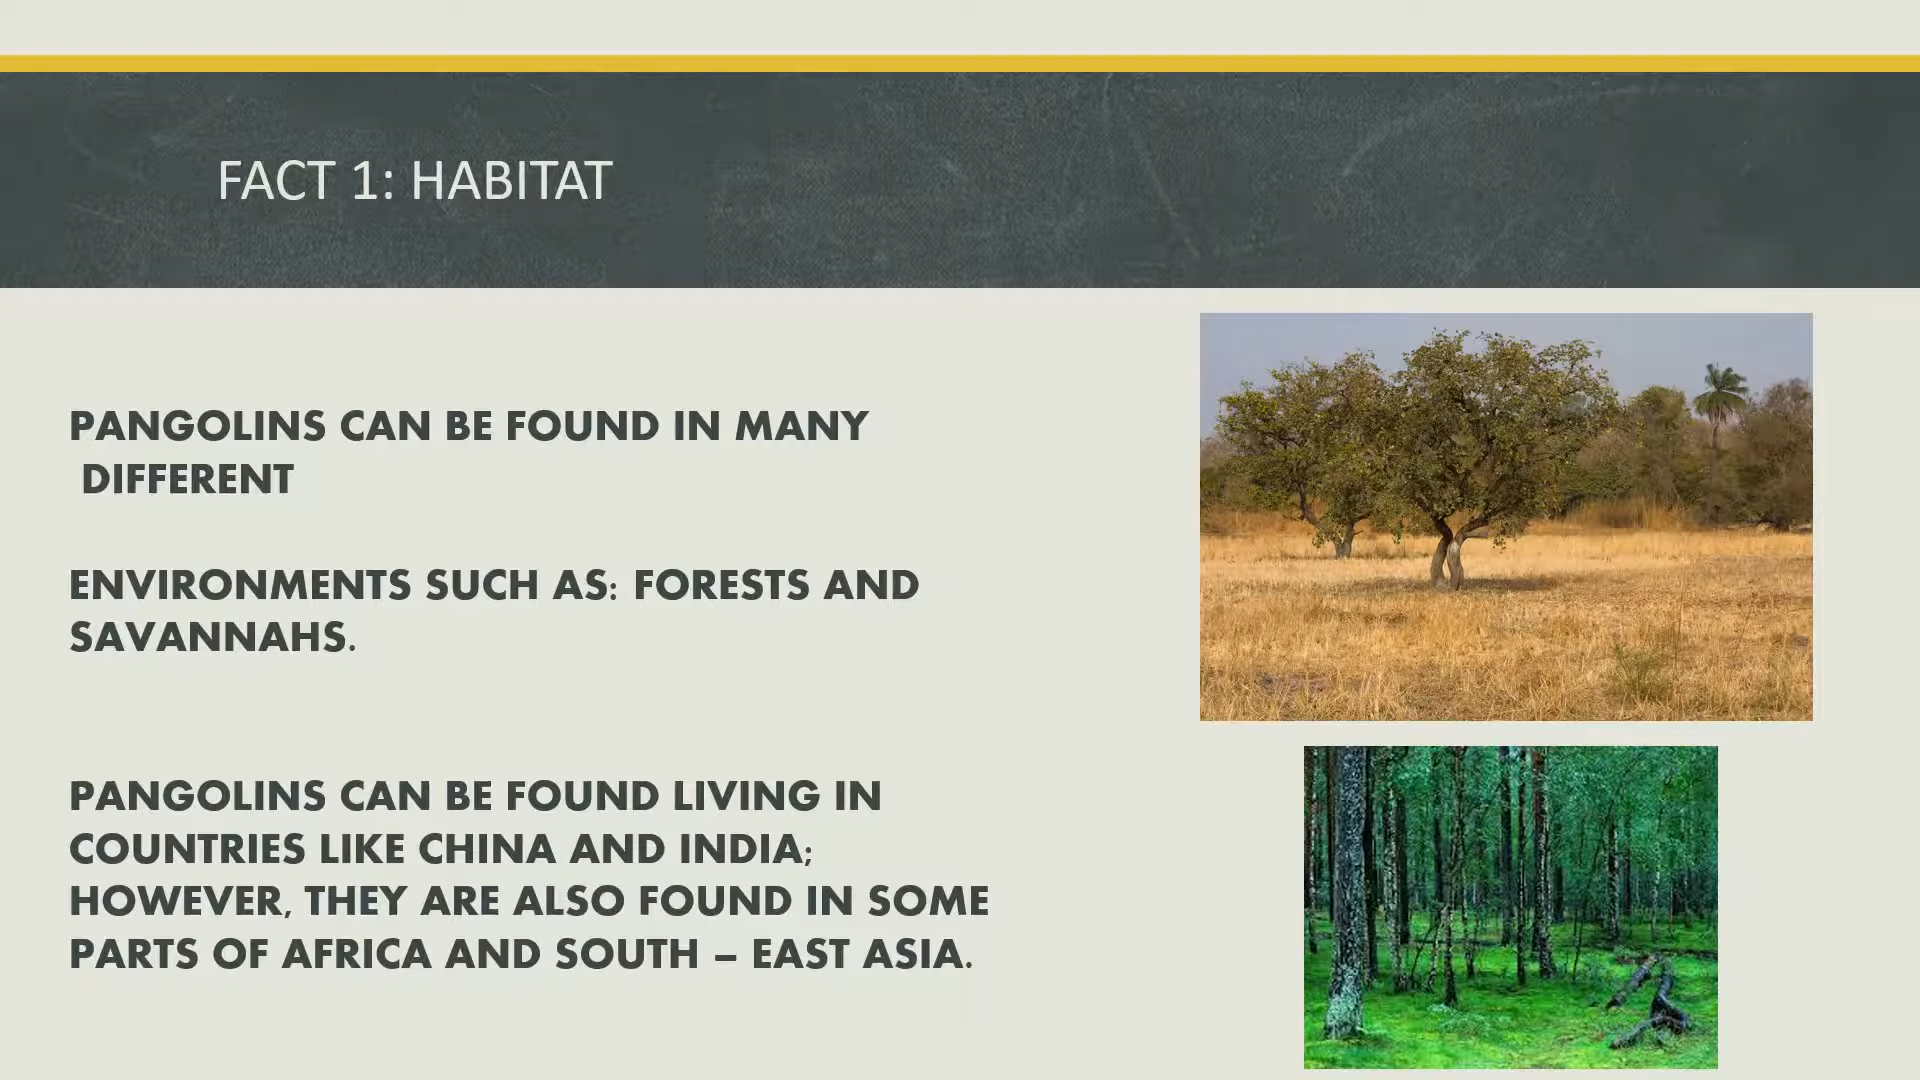 FACT 1: HABITAT
PANGOLINS CAN BE FOUND IN MANY
DIFFERENT
ENVIRONMENTS SUCH AS: FORESTS AND
SAVANNAHS.
PANGOLINS CAN BE FOUND LIVING IN
COUNTRIES LIKE CHINA AND INDIA;
HOWEVER, THEY ARE ALSO FOUND IN SOME
PARTS OF AFRICA AND SOUTH – EAST ASIA.